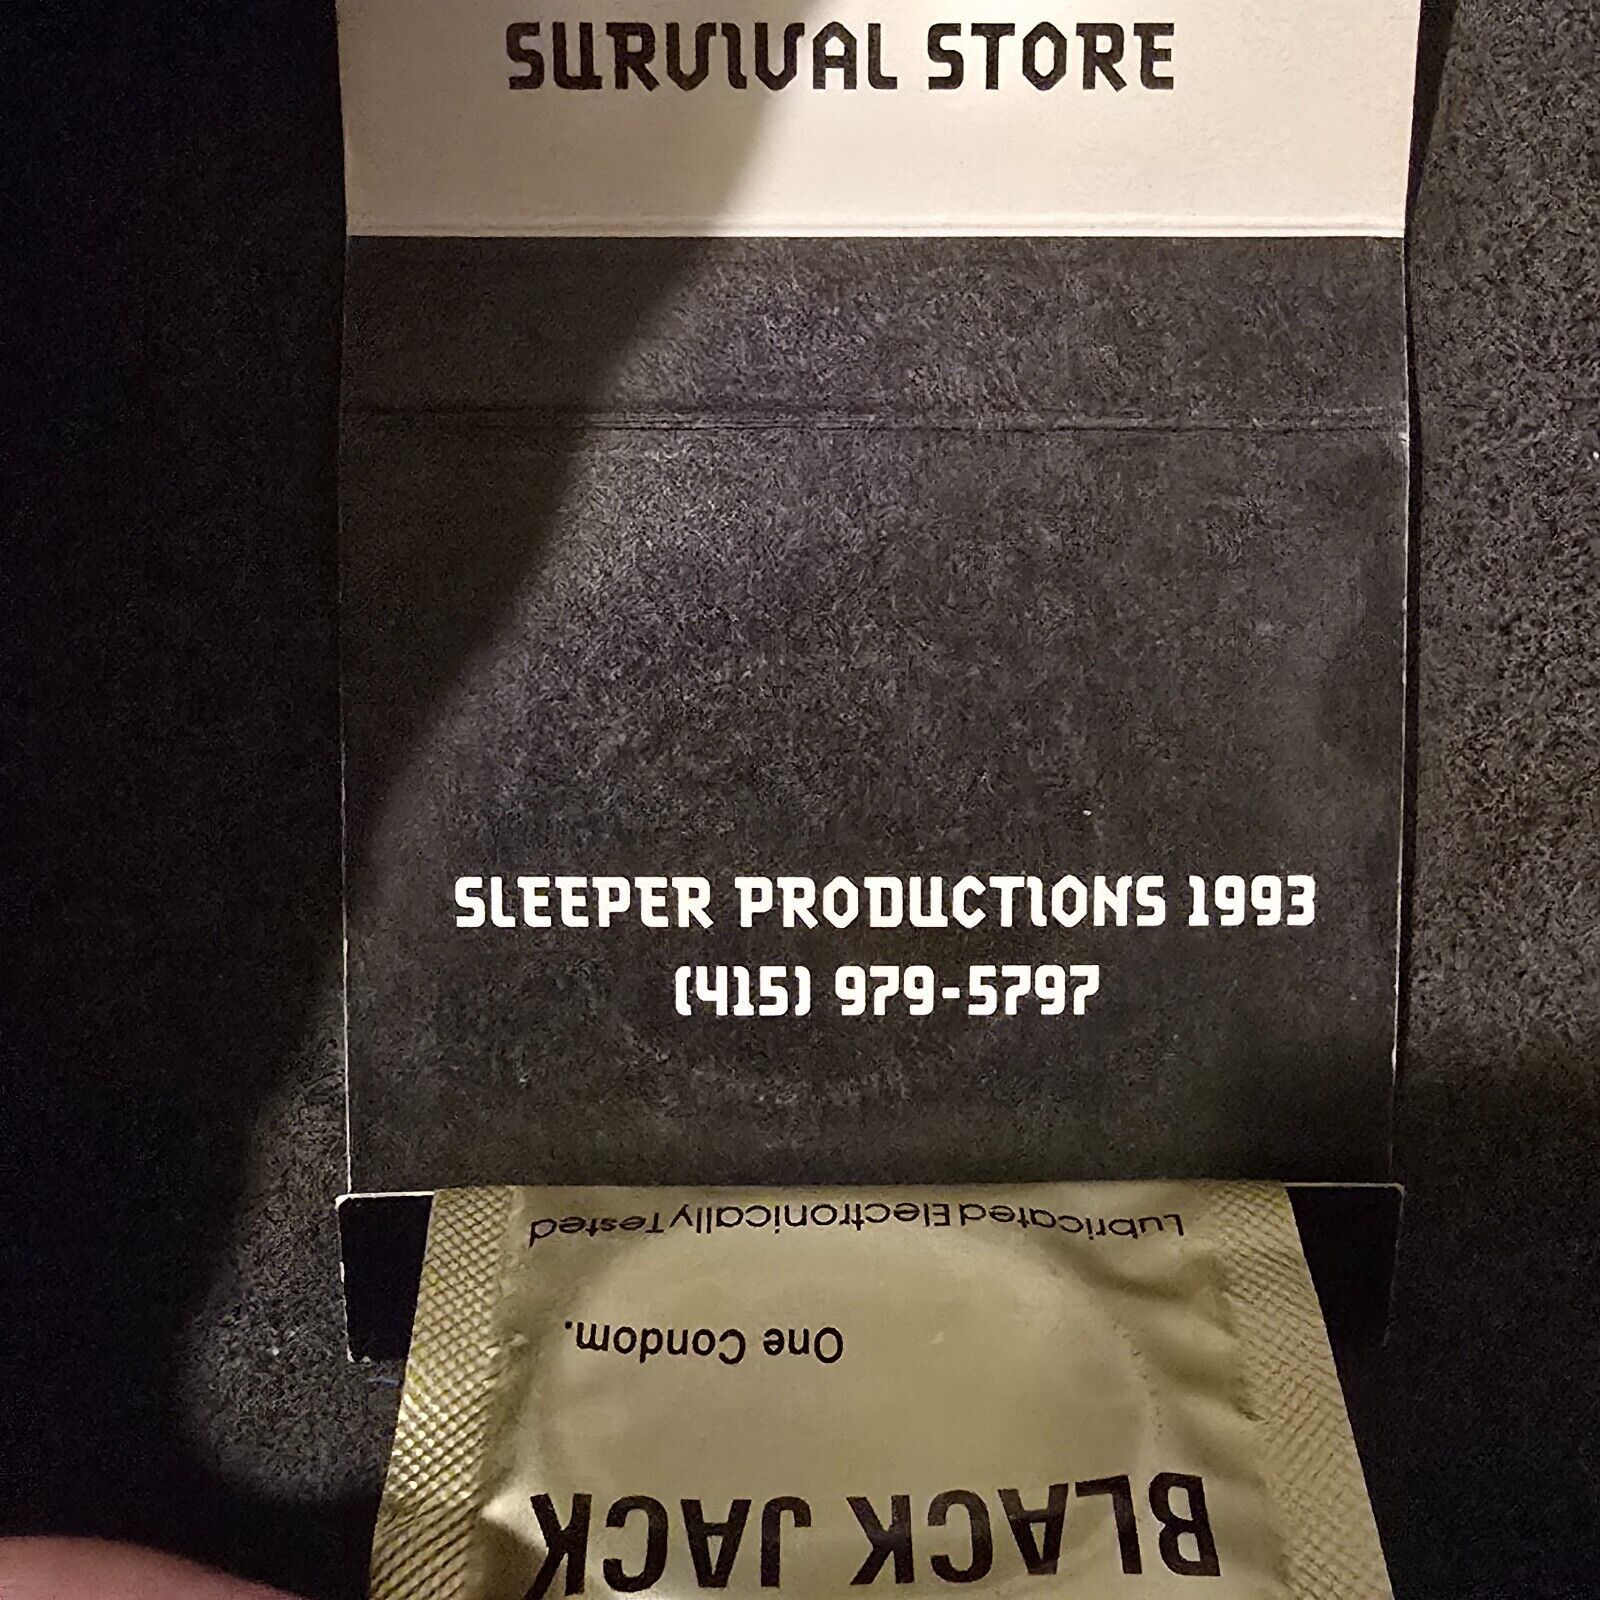 SURVIVAL STORE
SLEEPER PRODUCTIONS 1993
(415) 979-5797
BLACK JACK
One Condom.
Lubricated Electronically Tested